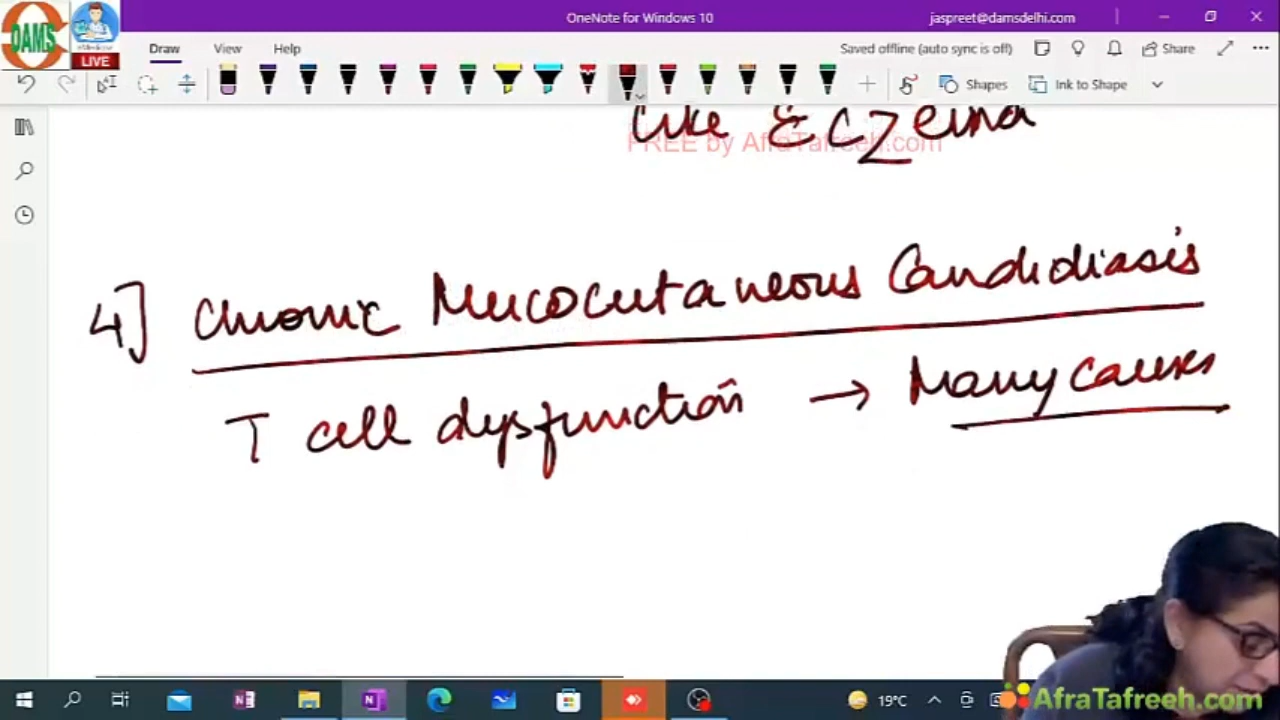 DAMS
eMedicoz
LIVE
OneNote for Windows 10
jaspreet@damsdelhi.com
Draw View Help
Saved offline (auto sync is off)
Share
Shapes
Ink to Shape
like Eczema
FREE by AfraTafreeh.com
4] Chronic Mucocutaneous Candidiasis
T cell dysfunction → Many causes
19°C
AfraTafreeh.com